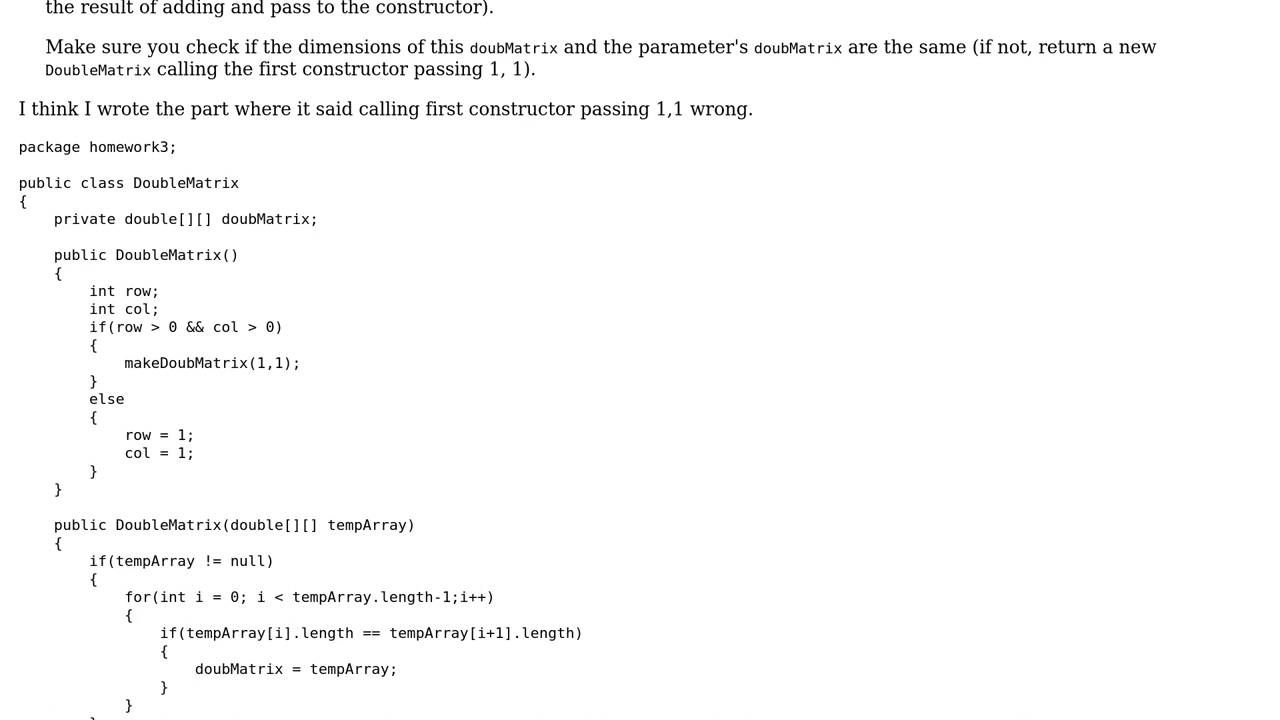 the result of adding and pass to the constructor).
Make sure you check if the dimensions of this doubMatrix and the parameter's doubMatrix are the same (if not, return a new
DoubleMatrix calling the first constructor passing 1, 1).
I think I wrote the part where it said calling first constructor passing 1,1 wrong.
package homework3;
public class DoubleMatrix
{
    private double[][] doubMatrix;
    public DoubleMatrix()
    {
        int row;
        int col;
        if(row > 0 && col > 0)
        {
            makeDoubMatrix(1,1);
        }
        else
        {
            row = 1;
            col = 1;
        }
    }
    public DoubleMatrix(double[][] tempArray)
    {
        if(tempArray != null)
        {
            for(int i = 0; i < tempArray.length-1;i++)
            {
                if(tempArray[i].length == tempArray[i+1].length)
                {
                    doubMatrix = tempArray;
                }
            }